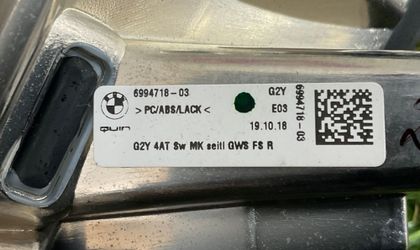 6994718-03 G2Y
>PC/ABS/LACK< E03
QUIN 19.10.18
G2Y 4AT Sw MK seitl GWS FS R
6994718-03